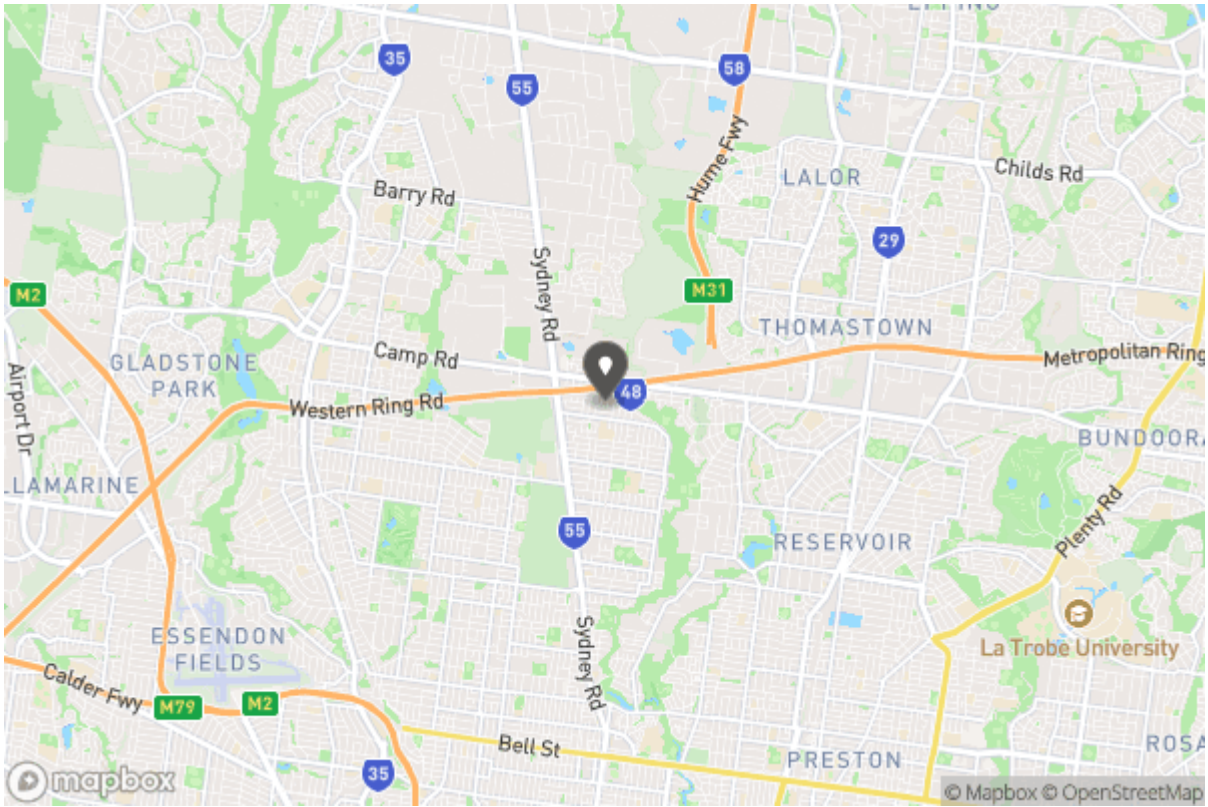 EPPING
35
58
55
Hume Fwy
Childs Rd
LALOR
Barry Rd
29
Sydney Rd
M2
M31
THOMASTOWN
Camp Rd
Metropolitan Ring
GLADSTONE
PARK
48
Airport Dr
Western Ring Rd
BUNDOORA
LLAMARINE
Plenty Rd
55
RESERVOIR
ESSENDON
FIELDS
La Trobe University
Sydney Rd
Calder Fwy
M79
M2
Bell St
PRESTON
ROSA
35
mapbox
© Mapbox © OpenStreetMap